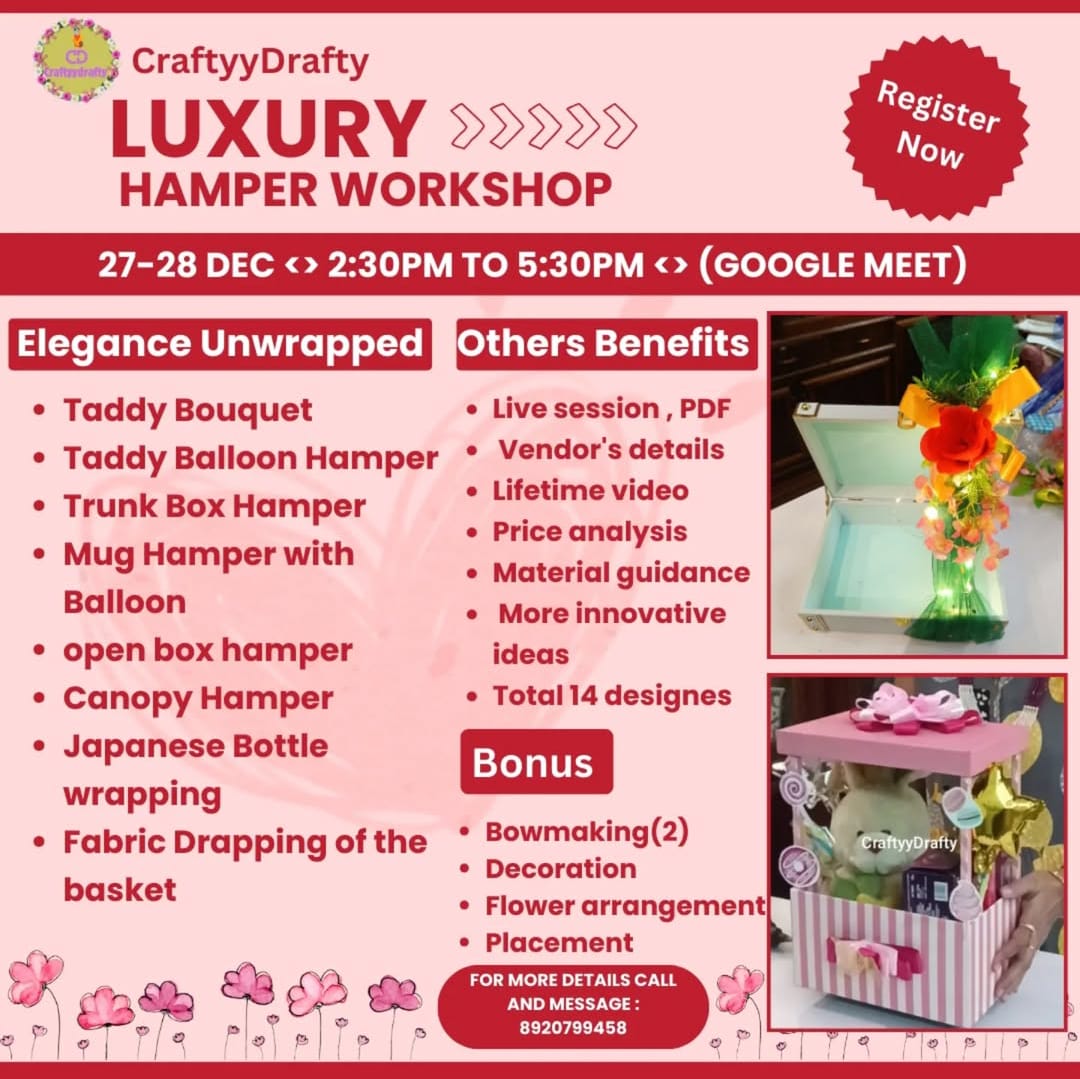 CD
Craftyydrafty
CraftyyDrafty
LUXURY
HAMPER WORKSHOP
Register
Now
27-28 DEC <> 2:30PM TO 5:30PM <> (GOOGLE MEET)
Elegance Unwrapped
• Taddy Bouquet
• Taddy Balloon Hamper
• Trunk Box Hamper
• Mug Hamper with
Balloon
• open box hamper
• Canopy Hamper
• Japanese Bottle
wrapping
• Fabric Drapping of the
basket
Others Benefits
• Live session , PDF
• Vendor's details
• Lifetime video
• Price analysis
• Material guidance
• More innovative
ideas
• Total 14 designes
Bonus
• Bowmaking(2)
• Decoration
• Flower arrangement
• Placement
FOR MORE DETAILS CALL
AND MESSAGE :
8920799458
CraftyyDrafty